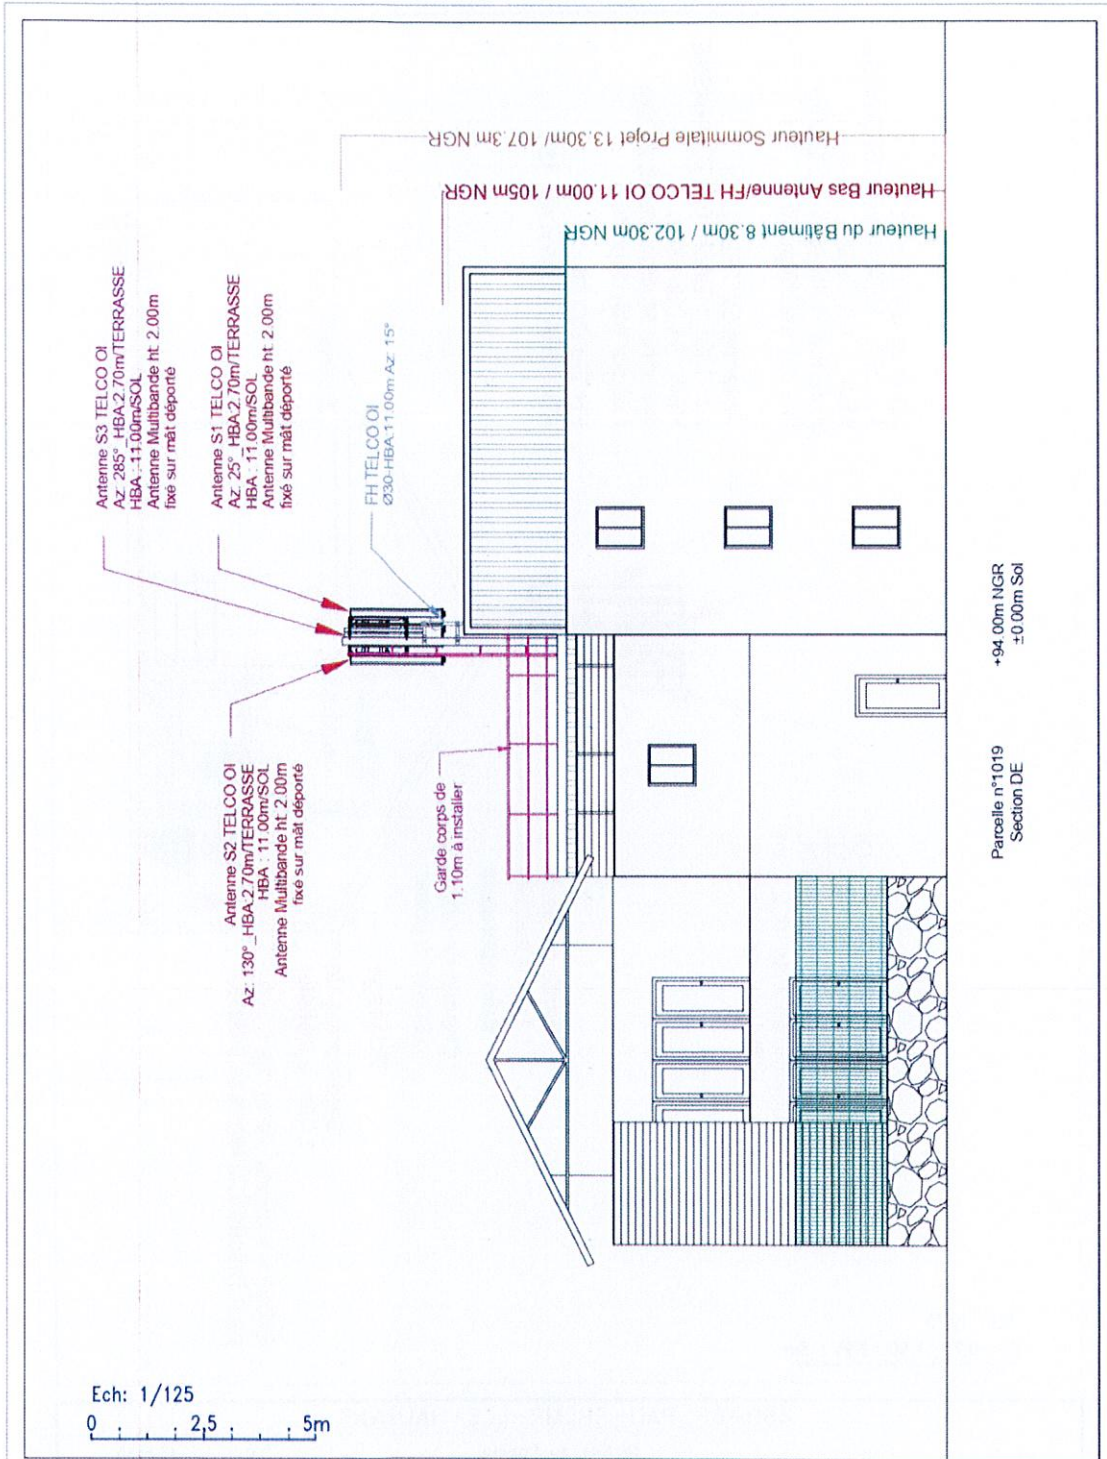 Antenne S3 TELCO OI
Az: 285°_HBA:2.70m/TERRASSE
HBA : 11.00m/SOL
Antenne Multibande ht: 2.00m
fixé sur mât déporté
Antenne S1 TELCO OI
Az: 25°_HBA:2.70m/TERRASSE
HBA : 11.00m/SOL
Antenne Multibande ht: 2.00m
fixé sur mât déporté
FH TELCO OI
Ø30-HBA:11.00m Az: 15°
Antenne S2 TELCO OI
Az: 130°_HBA:2.70m/TERRASSE
HBA : 11.00m/SOL
Antenne Multibande ht: 2.00m
fixé sur mât déporté
Garde corps de
1.10m à installer
Hauteur Sommitale Projet 13.30m/ 107.3m NGR
Hauteur Bas Antenne/FH TELCO OI 11.00m / 105m NGR
Hauteur du Bâtiment 8.30m / 102.30m NGR
+94.00m NGR
±0.00m Sol
Parcelle n°1019
Section DE
Ech: 1/125
0 2,5 5m